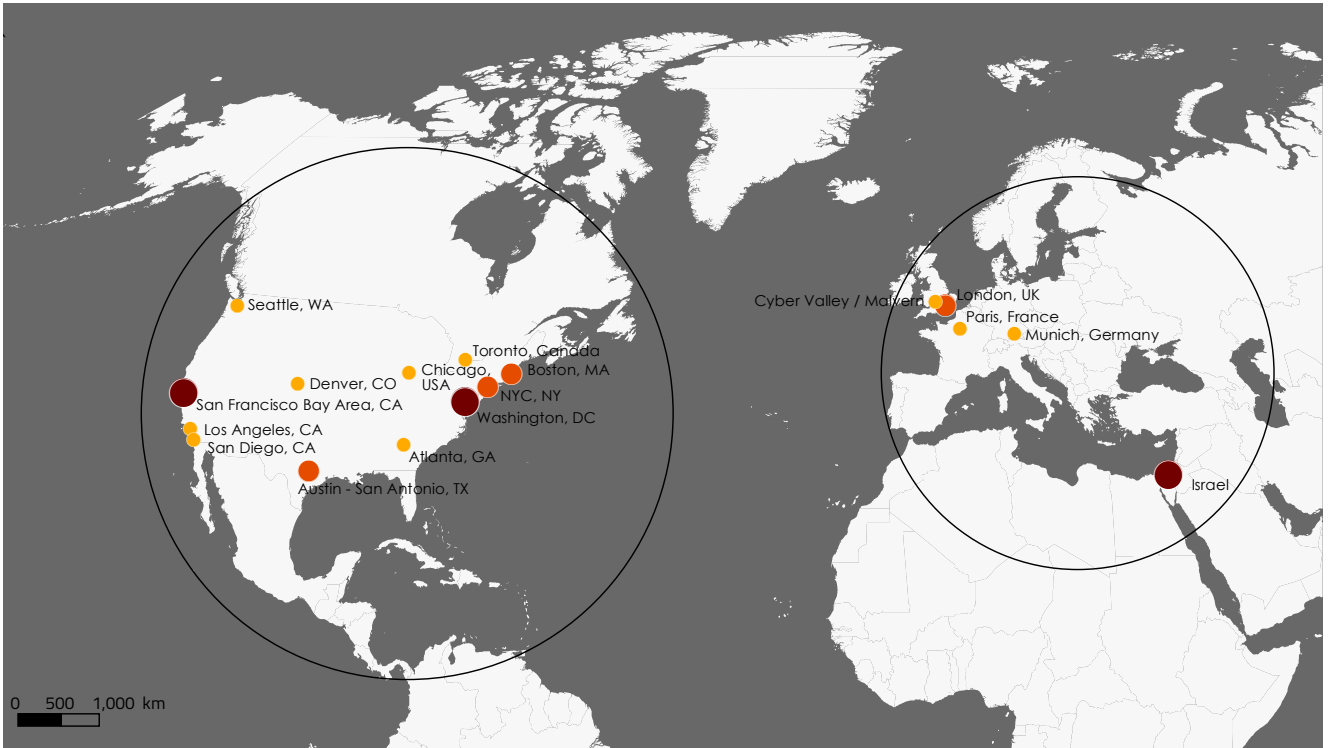 Seattle, WA
Cyber Valley / Malvern
London, UK
Paris, France
Munich, Germany
Toronto, Canada
Chicago,
USA
Boston, MA
Denver, CO
NYC, NY
San Francisco Bay Area, CA
Washington, DC
Los Angeles, CA
San Diego, CA
Atlanta, GA
Austin - San Antonio, TX
Israel
0 500 1,000 km